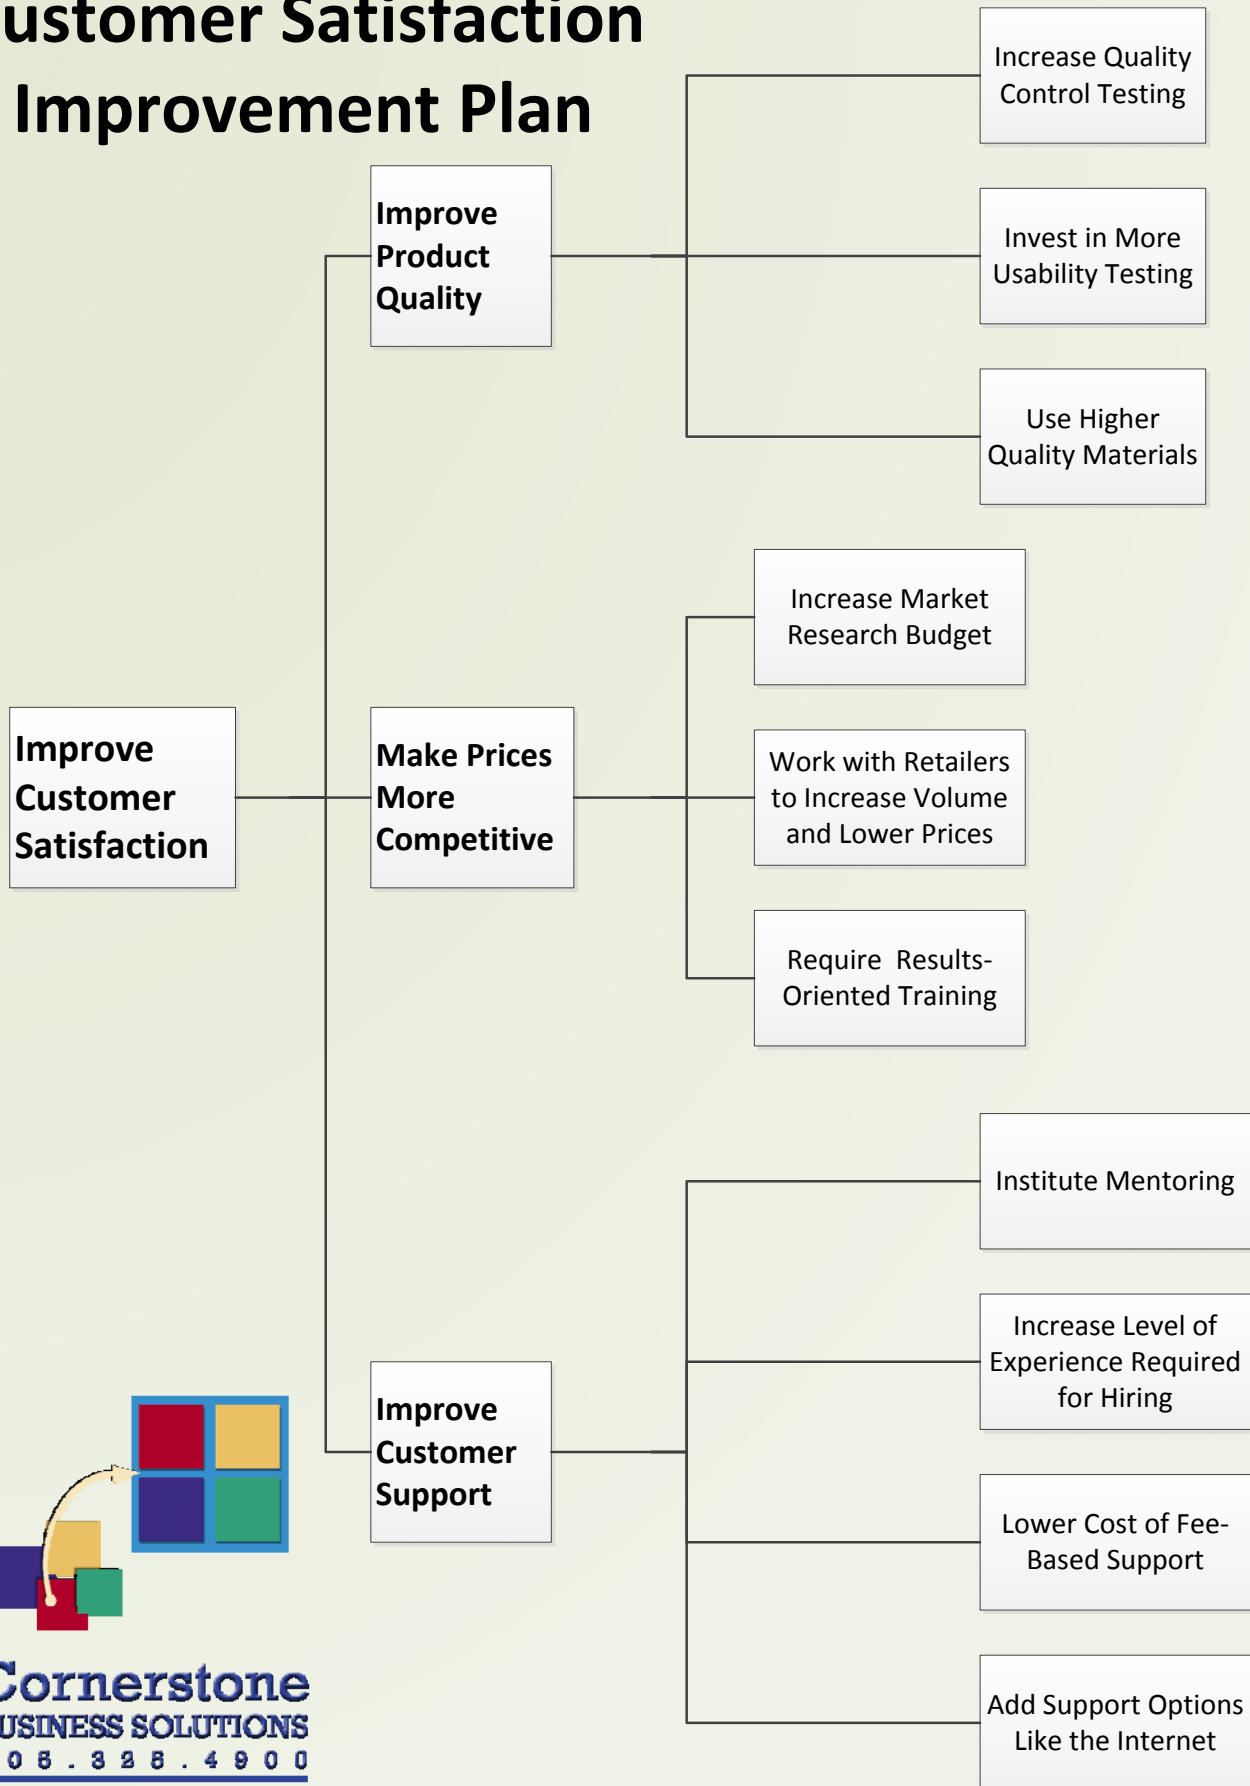 ustomer Satisfaction
Improvement Plan
Increase Quality
Control Testing
Improve
Product
Quality
Invest in More
Usability Testing
Use Higher
Quality Materials
Increase Market
Research Budget
Improve
Customer
Satisfaction
Make Prices
More
Competitive
Work with Retailers
to Increase Volume
and Lower Prices
Require Results-
Oriented Training
Institute Mentoring
Increase Level of
Experience Required
for Hiring
Improve
Customer
Support
Lower Cost of Fee-
Based Support
Add Support Options
Like the Internet
Cornerstone
USINESS SOLUTIONS
05.325.4900